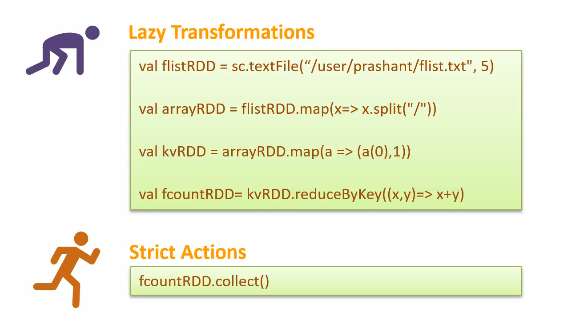 Lazy Transformations
val flistRDD = sc.textFile(“/user/prashant/flist.txt", 5)
val arrayRDD = flistRDD.map(x=> x.split("/"))
val kvRDD = arrayRDD.map(a => (a(0),1))
val fcountRDD= kvRDD.reduceByKey((x,y)=> x+y)
Strict Actions
fcountRDD.collect()